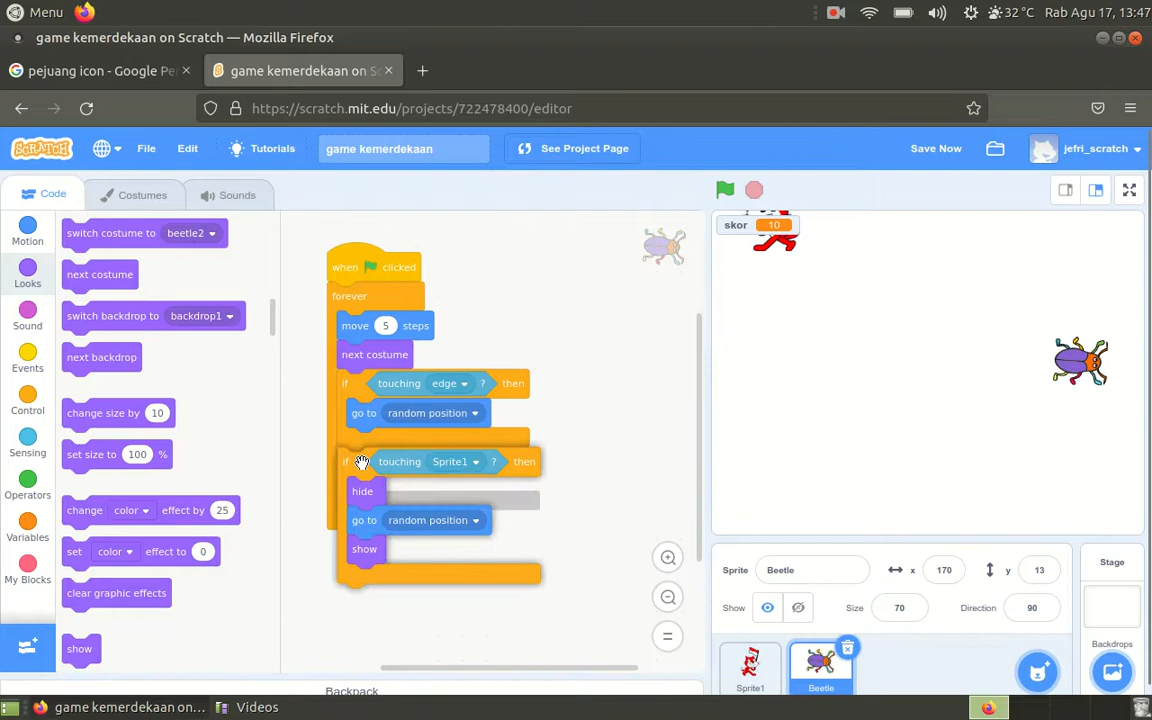 Menu
32 °C
Rab Agu 17, 13:47
game kemerdekaan on Scratch — Mozilla Firefox
pejuang icon - Google Pe
game kemerdekaan on Sc
https://scratch.mit.edu/projects/722478400/editor
SCRATCH
File
Edit
Tutorials
game kemerdekaan
See Project Page
Save Now
jefri_scratch
Code
Costumes
Sounds
Motion
Looks
Sound
Events
Control
Sensing
Operators
Variables
My Blocks
switch costume to beetle2
next costume
switch backdrop to backdrop1
next backdrop
change size by 10
set size to 100 %
change color effect by 25
set color effect to 0
clear graphic effects
show
when clicked
forever
move 5 steps
next costume
if touching edge ? then
go to random position
if touching Sprite1 ? then
hide
go to random position
show
Backpack
skor 10
Sprite
Beetle
x 170
y 13
Show
Size 70
Direction 90
Sprite1
Beetle
Stage
Backdrops
game kemerdekaan on...
Videos